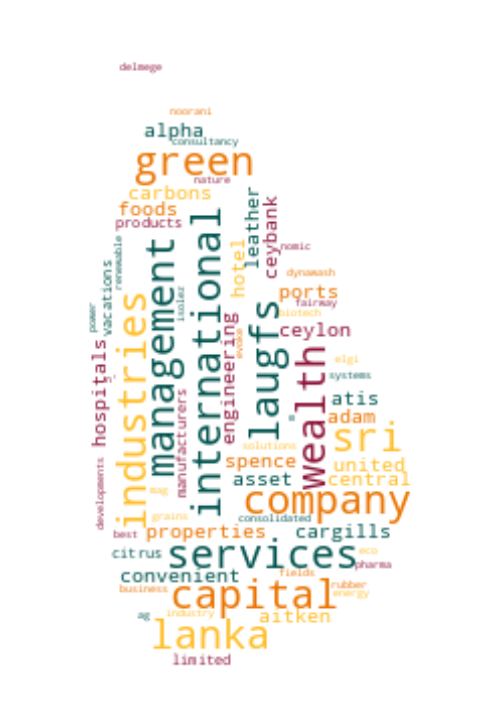 delmege
noorani
alpha
consultancy
green
nature
carbons
foods
products
leather
ceybank
international
management
hotel
nomic
renewable
vacations
dynawash
isolez
ports
fairway
biotech
industries
laugfs
power
engineering
evoke
ceylon
hospitals
wealth
elgi
systems
manufacturers
atis
adam
sri
solutions
spence
united
developments
asset
central
mag
company
grains
consolidated
best
properties
cargills
citrus
services
eco
pharma
convenient
fields
business
capital
rubber
energy
ag
industry
aitken
lanka
limited